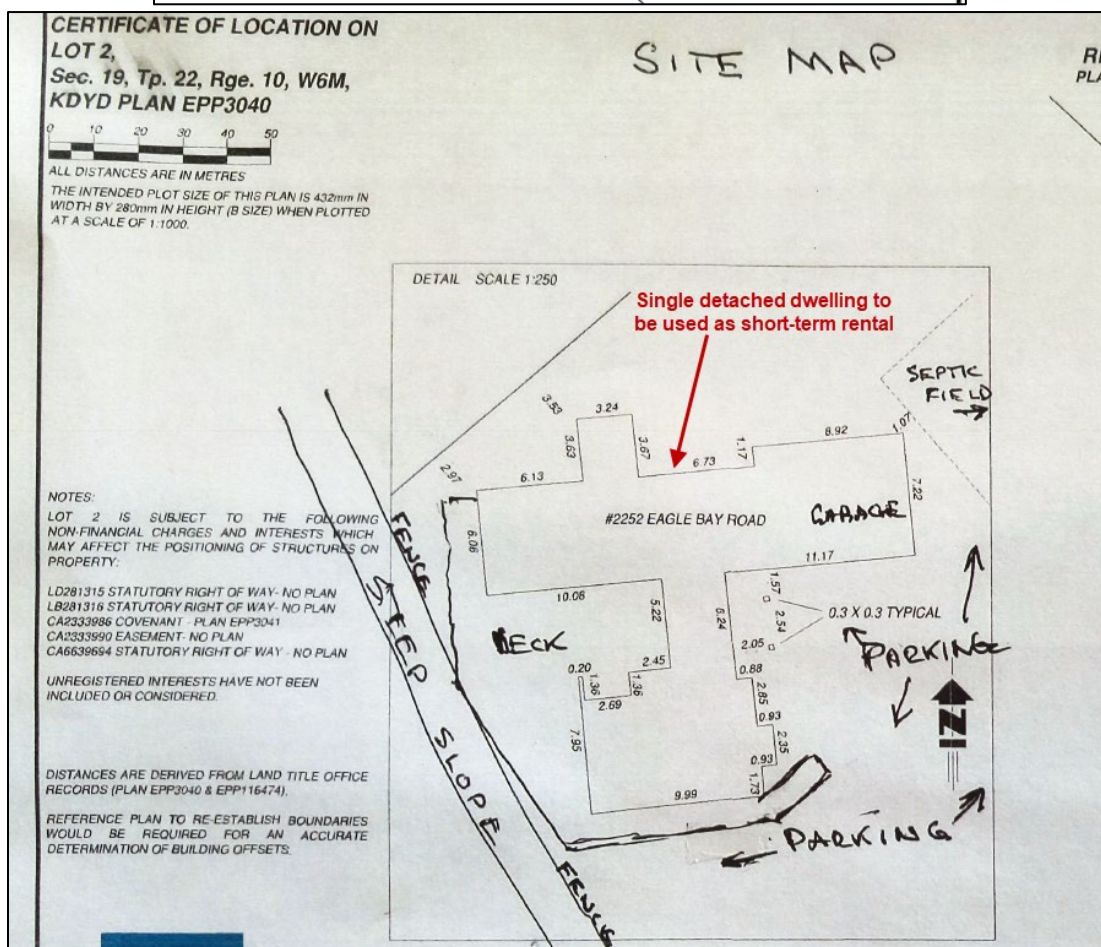 CERTIFICATE OF LOCATION ON
LOT 2,
Sec. 19, Tp. 22, Rge. 10, W6M,
KDYD PLAN EPP3040
SITE MAP
0 10 20 30 40 50
ALL DISTANCES ARE IN METRES
THE INTENDED PLOT SIZE OF THIS PLAN IS 432mm IN
WIDTH BY 280mm IN HEIGHT (B SIZE) WHEN PLOTTED
AT A SCALE OF 1:1000.
DETAIL SCALE 1:250
Single detached dwelling to
be used as short-term rental
SEPTIC
FIELD
3.53
3.24
3.63
3.67
1.17
8.92
1.07
2.97
6.13
6.73
7.22
6.06
#2252 EAGLE BAY ROAD
GARAGE
11.17
10.06
5.22
6.24
1.57
2.54
0.3 X 0.3 TYPICAL
2.05
DECK
PARKING
0.20
1.36
2.45
1.36
2.69
0.88
2.85
0.93
2.35
0.93
1.73
7.95
9.99
N
PARKING
FENCE
STEEP SLOPE
FENCE
NOTES:
LOT 2 IS SUBJECT TO THE FOLLOWING
NON-FINANCIAL CHARGES AND INTERESTS WHICH
MAY AFFECT THE POSITIONING OF STRUCTURES ON
PROPERTY:
LD281315 STATUTORY RIGHT OF WAY- NO PLAN
LB281316 STATUTORY RIGHT OF WAY- NO PLAN
CA2333986 COVENANT - PLAN EPP3041
CA2333990 EASEMENT- NO PLAN
CA6639694 STATUTORY RIGHT OF WAY - NO PLAN
UNREGISTERED INTERESTS HAVE NOT BEEN
INCLUDED OR CONSIDERED.
DISTANCES ARE DERIVED FROM LAND TITLE OFFICE
RECORDS (PLAN EPP3040 & EPP116474).
REFERENCE PLAN TO RE-ESTABLISH BOUNDARIES
WOULD BE REQUIRED FOR AN ACCURATE
DETERMINATION OF BUILDING OFFSETS.